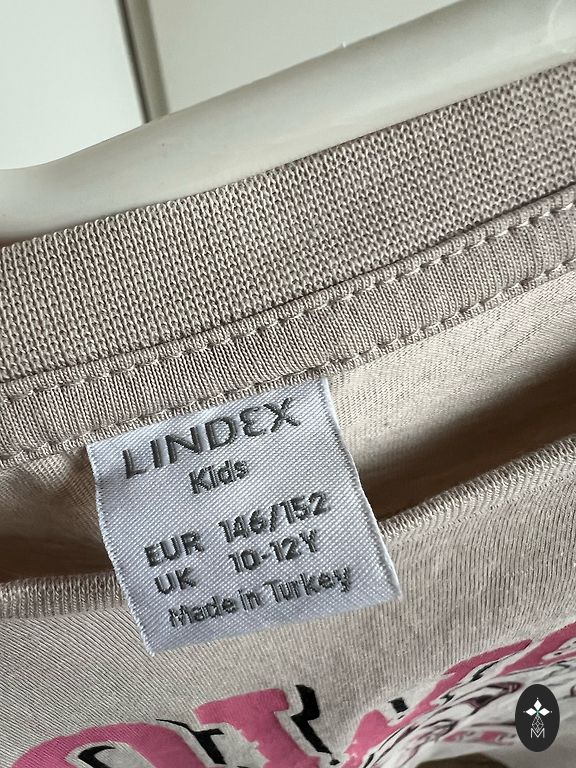 LINDEX
Kids
EUR 146/152
UK 10-12Y
Made in Turkey